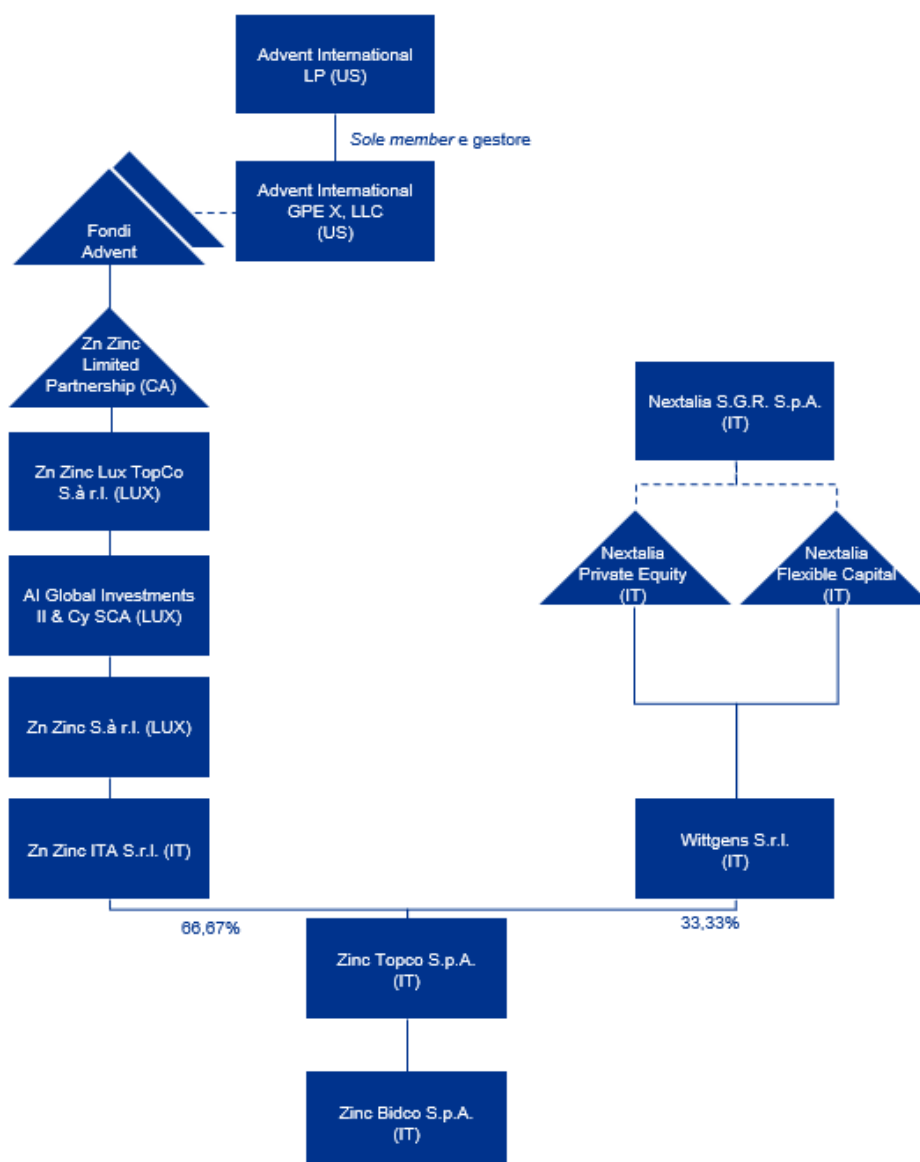 Advent International
LP (US)
Sole member e gestore
Advent International
GPE X, LLC
(US)
Fondi
Advent
Zn Zinc
Limited
Partnership (CA)
Zn Zinc Lux TopCo
S.à r.l. (LUX)
AI Global Investments
II & Cy SCA (LUX)
Zn Zinc S.à r.l. (LUX)
Zn Zinc ITA S.r.l. (IT)
Nextalia S.G.R. S.p.A.
(IT)
Nextalia
Private Equity
(IT)
Nextalia
Flexible Capital
(IT)
Wittgens S.r.l.
(IT)
66,67%
33,33%
Zinc Topco S.p.A.
(IT)
Zinc Bidco S.p.A.
(IT)